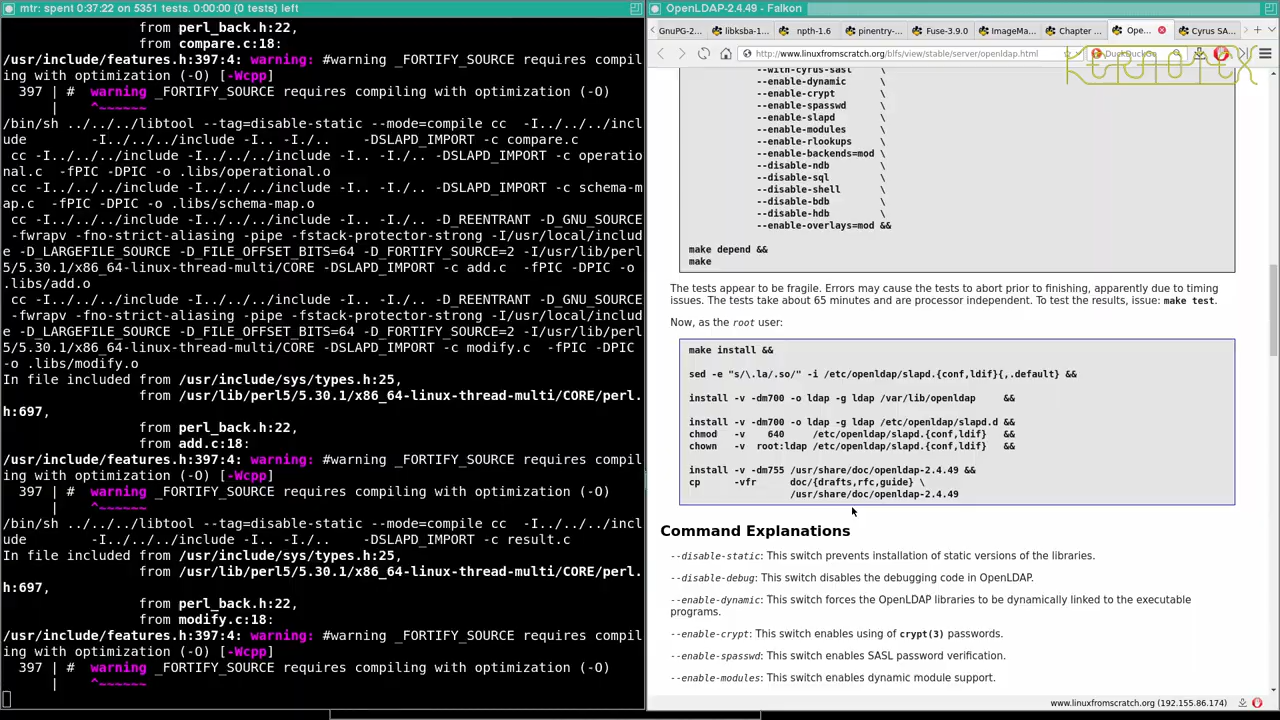 mtr: spent 0:37:22 on 5351 tests. 0:00:00 (0 tests) left
from perl_back.h:22,
from compare.c:18:
/usr/include/features.h:397:4: warning: #warning _FORTIFY_SOURCE requires compil
ing with optimization (-O) [-Wcpp]
397 | # warning _FORTIFY_SOURCE requires compiling with optimization (-O)
| ^~~~~~~
/bin/sh ../../../libtool --tag=disable-static --mode=compile cc -I../../../incl
ude -I../../../include -I.. -I./.. -DSLAPD_IMPORT -c compare.c
cc -I../../../include -I../../../include -I.. -I./.. -DSLAPD_IMPORT -c operatio
nal.c -fPIC -DPIC -o .libs/operational.o
cc -I../../../include -I../../../include -I.. -I./.. -DSLAPD_IMPORT -c schema-m
ap.c -fPIC -DPIC -o .libs/schema-map.o
cc -I../../../include -I../../../include -I.. -I./.. -D_REENTRANT -D_GNU_SOURCE
-fwrapv -fno-strict-aliasing -pipe -fstack-protector-strong -I/usr/local/includ
e -D_LARGEFILE_SOURCE -D_FILE_OFFSET_BITS=64 -D_FORTIFY_SOURCE=2 -I/usr/lib/perl
5/5.30.1/x86_64-linux-thread-multi/CORE -DSLAPD_IMPORT -c add.c -fPIC -DPIC -o
.libs/add.o
cc -I../../../include -I../../../include -I.. -I./.. -D_REENTRANT -D_GNU_SOURCE
-fwrapv -fno-strict-aliasing -pipe -fstack-protector-strong -I/usr/local/includ
e -D_LARGEFILE_SOURCE -D_FILE_OFFSET_BITS=64 -D_FORTIFY_SOURCE=2 -I/usr/lib/perl
5/5.30.1/x86_64-linux-thread-multi/CORE -DSLAPD_IMPORT -c modify.c -fPIC -DPIC
-o .libs/modify.o
In file included from /usr/include/sys/types.h:25,
from /usr/lib/perl5/5.30.1/x86_64-linux-thread-multi/CORE/perl.
h:697,
from perl_back.h:22,
from add.c:18:
/usr/include/features.h:397:4: warning: #warning _FORTIFY_SOURCE requires compil
ing with optimization (-O) [-Wcpp]
397 | # warning _FORTIFY_SOURCE requires compiling with optimization (-O)
| ^~~~~~~
/bin/sh ../../../libtool --tag=disable-static --mode=compile cc -I../../../incl
ude -I../../../include -I.. -I./.. -DSLAPD_IMPORT -c result.c
In file included from /usr/include/sys/types.h:25,
from /usr/lib/perl5/5.30.1/x86_64-linux-thread-multi/CORE/perl.
h:697,
from perl_back.h:22,
from modify.c:18:
/usr/include/features.h:397:4: warning: #warning _FORTIFY_SOURCE requires compil
ing with optimization (-O) [-Wcpp]
397 | # warning _FORTIFY_SOURCE requires compiling with optimization (-O)
| ^~~~~~~
OpenLDAP-2.4.49 - Falkon
GnuPG-2... libksba-1... npth-1.6 pinentry-... Fuse-3.9.0 ImageMa... Chapter ... Ope... Cyrus SA...
http://www.linuxfromscratch.org/blfs/view/stable/server/openldap.html
KERNOTEX
--with-cyrus-sasl \
--enable-dynamic \
--enable-crypt \
--enable-spasswd \
--enable-slapd \
--enable-modules \
--enable-rlookups \
--enable-backends=mod \
--disable-ndb \
--disable-sql \
--disable-shell \
--disable-bdb \
--disable-hdb \
--enable-overlays=mod &&
make depend &&
make
The tests appear to be fragile. Errors may cause the tests to abort prior to finishing, apparently due to timing
issues. The tests take about 65 minutes and are processor independent. To test the results, issue: make test.
Now, as the root user:
make install &&
sed -e "s/\.la/.so/" -i /etc/openldap/slapd.{conf,ldif}{,.default} &&
install -v -dm700 -o ldap -g ldap /var/lib/openldap &&
install -v -dm700 -o ldap -g ldap /etc/openldap/slapd.d &&
chmod -v 640 /etc/openldap/slapd.{conf,ldif} &&
chown -v root:ldap /etc/openldap/slapd.{conf,ldif} &&
install -v -dm755 /usr/share/doc/openldap-2.4.49 &&
cp -vfr doc/{drafts,rfc,guide} \
/usr/share/doc/openldap-2.4.49
Command Explanations
--disable-static: This switch prevents installation of static versions of the libraries.
--disable-debug: This switch disables the debugging code in OpenLDAP.
--enable-dynamic: This switch forces the OpenLDAP libraries to be dynamically linked to the executable
programs.
--enable-crypt: This switch enables using of crypt(3) passwords.
--enable-spasswd: This switch enables SASL password verification.
--enable-modules: This switch enables dynamic module support.
www.linuxfromscratch.org (192.155.86.174)